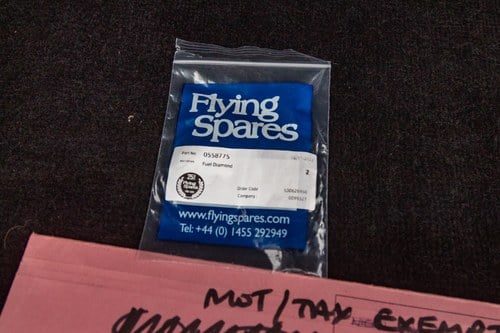 Flying
Spares
Part No. 0558775
Fuel Diamond
2
Order Code
Company
www.flyingspares.com
Tel: +44 (0) 1455 292949
MOT/TAX EXEMPT